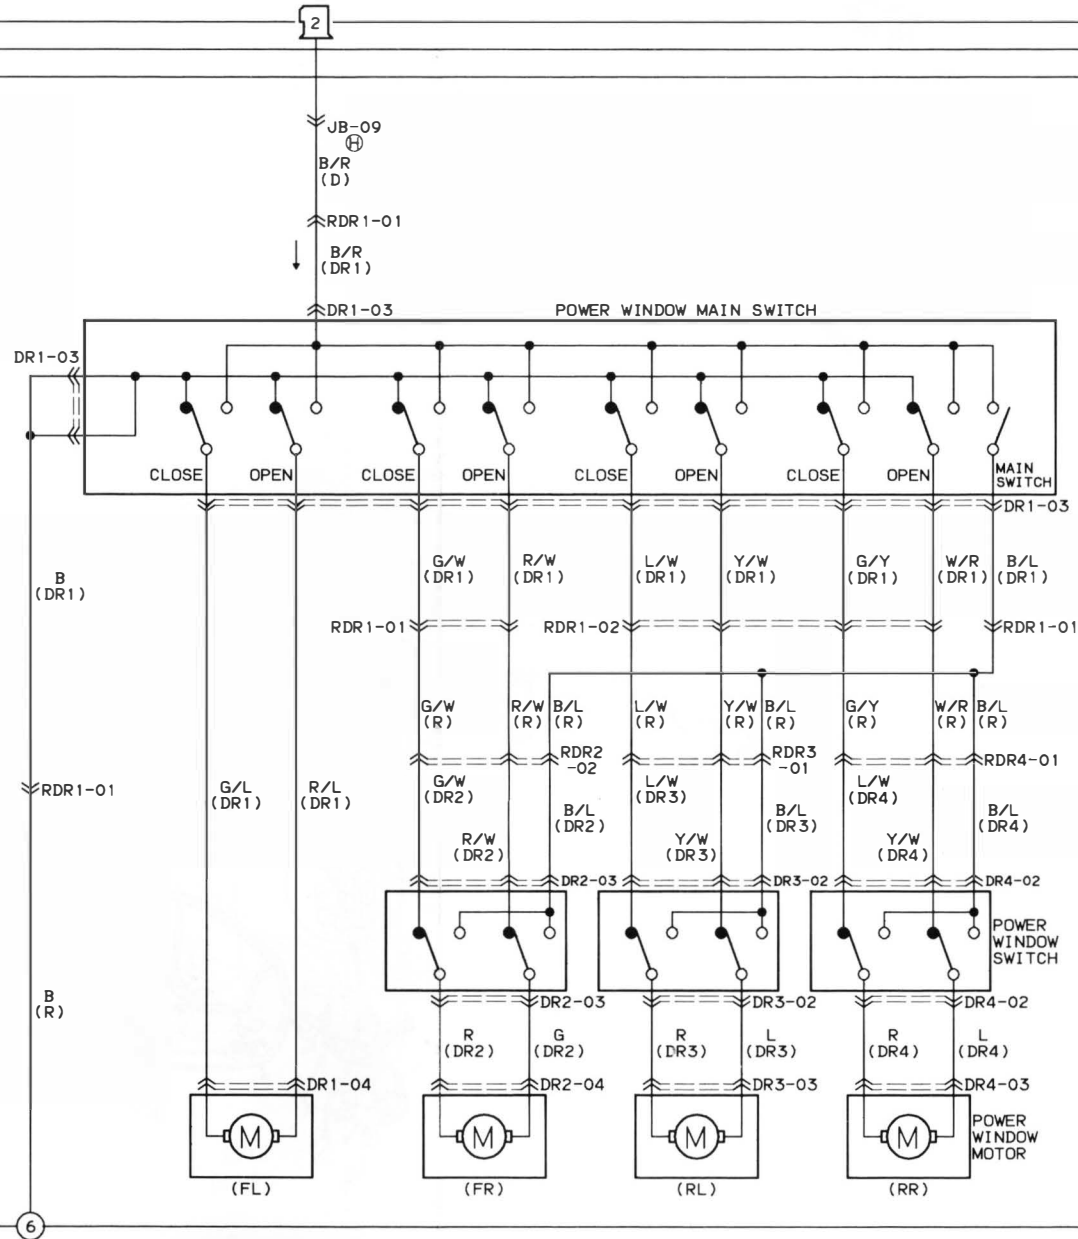 2
JB-09
H
B/R
(D)
RDR1-01
B/R
(DR1)
DR1-03 POWER WINDOW MAIN SWITCH
DR1-03
CLOSE OPEN CLOSE OPEN CLOSE OPEN CLOSE OPEN MAIN
SWITCH
DR1-03
G/W R/W L/W Y/W G/Y W/R B/L
(DR1) (DR1) (DR1) (DR1) (DR1) (DR1) (DR1)
B
(DR1)
RDR1-01 RDR1-02 RDR1-01
G/W R/W B/L L/W Y/W B/L G/Y W/R B/L
(R) (R) (R) (R) (R) (R) (R) (R) (R)
RDR2 RDR3 RDR4-01
-02 -01
G/W L/W L/W
(DR2) (DR3) (DR4)
RDR1-01 G/L R/L
(DR1) (DR1)
B/L B/L B/L
(DR2) (DR3) (DR4)
R/W Y/W Y/W
(DR2) (DR3) (DR4)
DR2-03 DR3-02 DR4-02
POWER
WINDOW
SWITCH
B
(R)
DR2-03 DR3-02 DR4-02
R G R L R L
(DR2) (DR2) (DR3) (DR3) (DR4) (DR4)
DR1-04 DR2-04 DR3-03 DR4-03
M M M M
POWER
WINDOW
MOTOR
(FL) (FR) (RL) (RR)
6